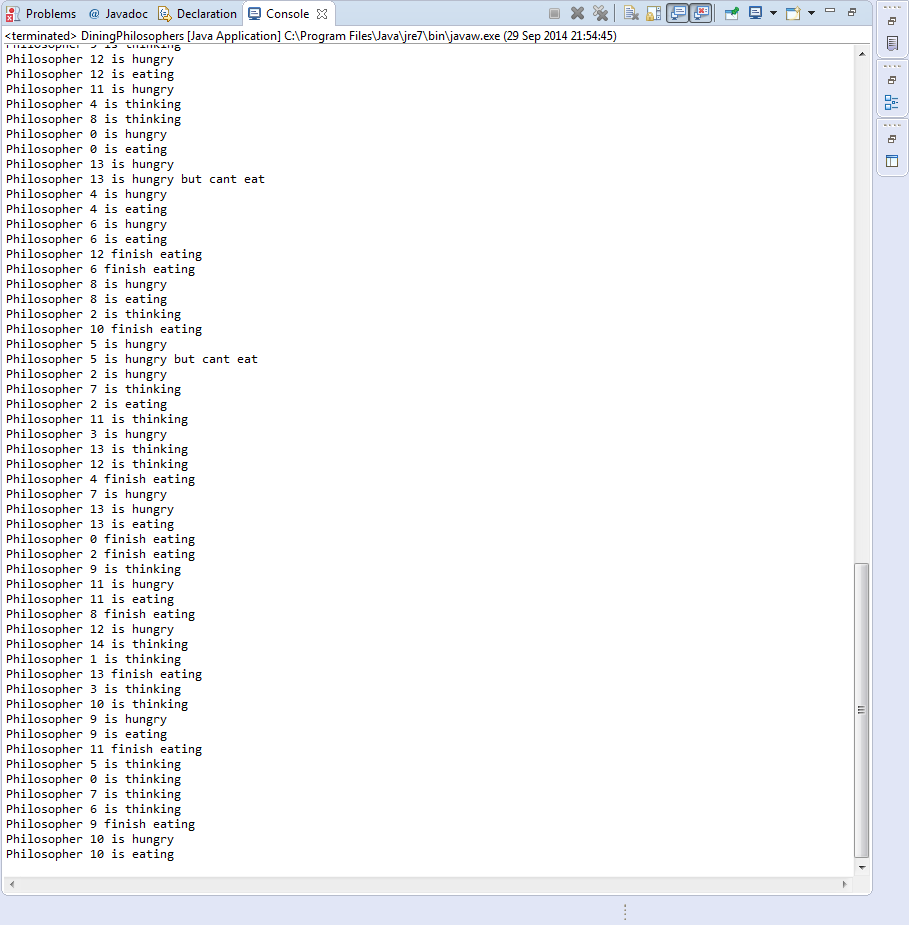 Problems @ Javadoc Declaration Console
<terminated> DiningPhilosophers [Java Application] C:\Program Files\Java\jre7\bin\javaw.exe (29 Sep 2014 21:54:45)
Philosopher 12 is hungry
Philosopher 12 is eating
Philosopher 11 is hungry
Philosopher 4 is thinking
Philosopher 8 is thinking
Philosopher 0 is hungry
Philosopher 0 is eating
Philosopher 13 is hungry
Philosopher 13 is hungry but cant eat
Philosopher 4 is hungry
Philosopher 4 is eating
Philosopher 6 is hungry
Philosopher 6 is eating
Philosopher 12 finish eating
Philosopher 6 finish eating
Philosopher 8 is hungry
Philosopher 8 is eating
Philosopher 2 is thinking
Philosopher 10 finish eating
Philosopher 5 is hungry
Philosopher 5 is hungry but cant eat
Philosopher 2 is hungry
Philosopher 7 is thinking
Philosopher 2 is eating
Philosopher 11 is thinking
Philosopher 3 is hungry
Philosopher 13 is thinking
Philosopher 12 is thinking
Philosopher 4 finish eating
Philosopher 7 is hungry
Philosopher 13 is hungry
Philosopher 13 is eating
Philosopher 0 finish eating
Philosopher 2 finish eating
Philosopher 9 is thinking
Philosopher 11 is hungry
Philosopher 11 is eating
Philosopher 8 finish eating
Philosopher 12 is hungry
Philosopher 14 is thinking
Philosopher 1 is thinking
Philosopher 13 finish eating
Philosopher 3 is thinking
Philosopher 10 is thinking
Philosopher 9 is hungry
Philosopher 9 is eating
Philosopher 11 finish eating
Philosopher 5 is thinking
Philosopher 0 is thinking
Philosopher 7 is thinking
Philosopher 6 is thinking
Philosopher 9 finish eating
Philosopher 10 is hungry
Philosopher 10 is eating